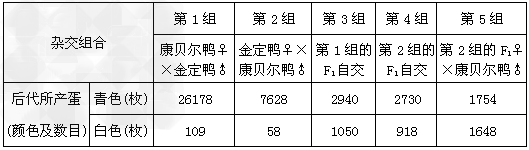 杂交组合 第1组 第2组 第3组 第4组 第5组
康贝尔鸭♀×金定鸭♂ 金定鸭♀×康贝尔鸭♂ 第1组的F₁自交 第2组的F₁自交 第2组的F₁♀×康贝尔鸭♂
后代所产蛋(颜色及数目) 青色(枚) 26178 7628 2940 2730 1754
白色(枚) 109 58 1050 918 1648